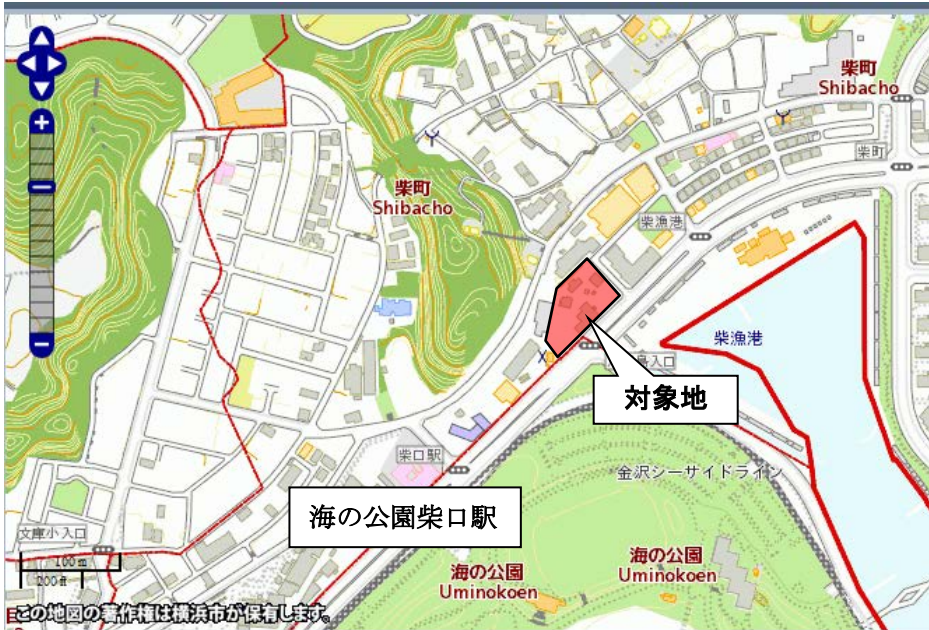 柴町
Shibacho
柴町
柴町
Shibacho
柴漁港
柴漁港
入口
対象地
柴口駅
金沢シーサイドライン
海の公園柴口駅
文庫小入口
100 m
200 ft
海の公園
Uminokoen
海の公園
Uminokoen
この地図の著作権は横浜市が保有します。